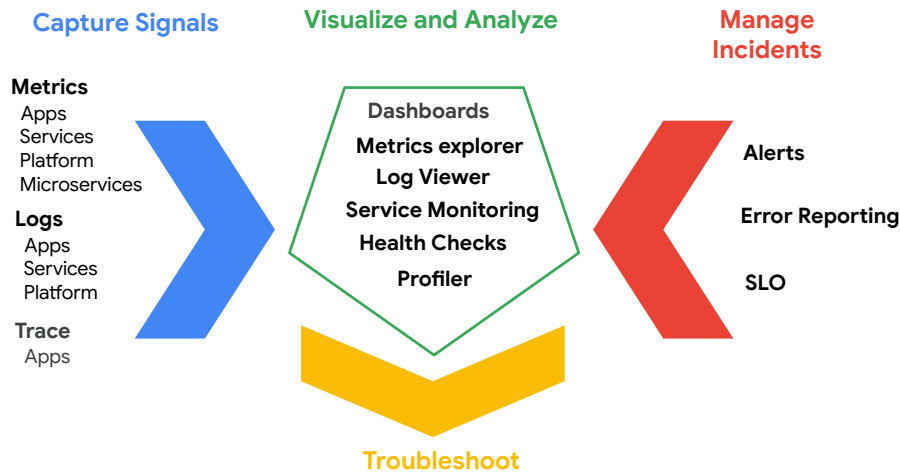 Capture Signals
Metrics
Apps
Services
Platform
Microservices
Logs
Apps
Services
Platform
Trace
Apps
Visualize and Analyze
Dashboards
Metrics explorer
Log Viewer
Service Monitoring
Health Checks
Profiler
Manage
Incidents
Alerts
Error Reporting
SLO
Troubleshoot